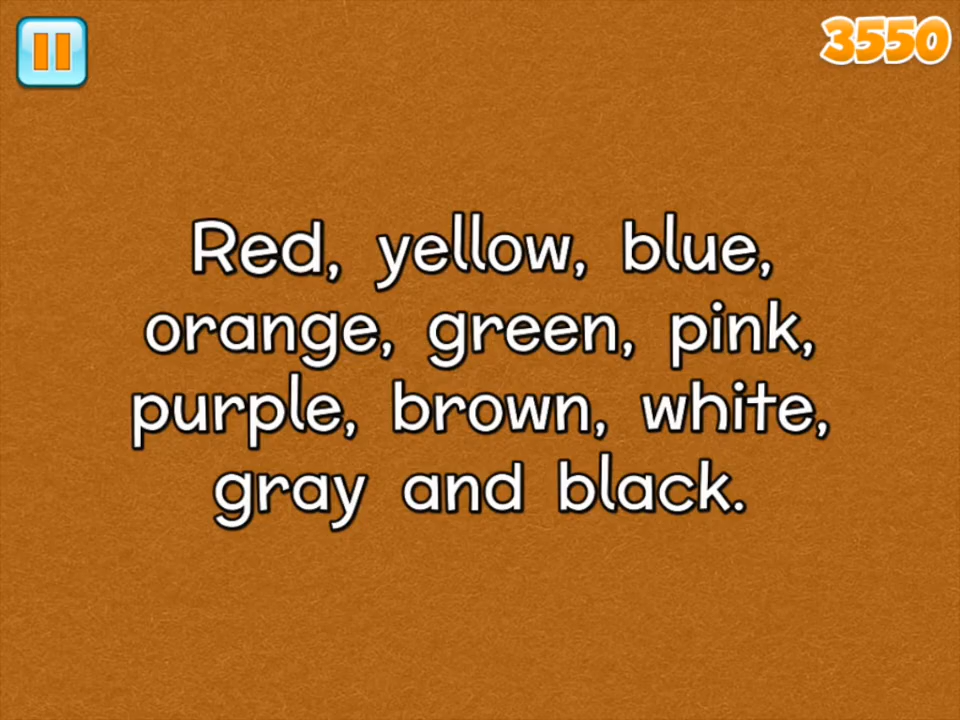 3550
Red, yellow, blue,
orange, green, pink,
purple, brown, white,
gray and black.